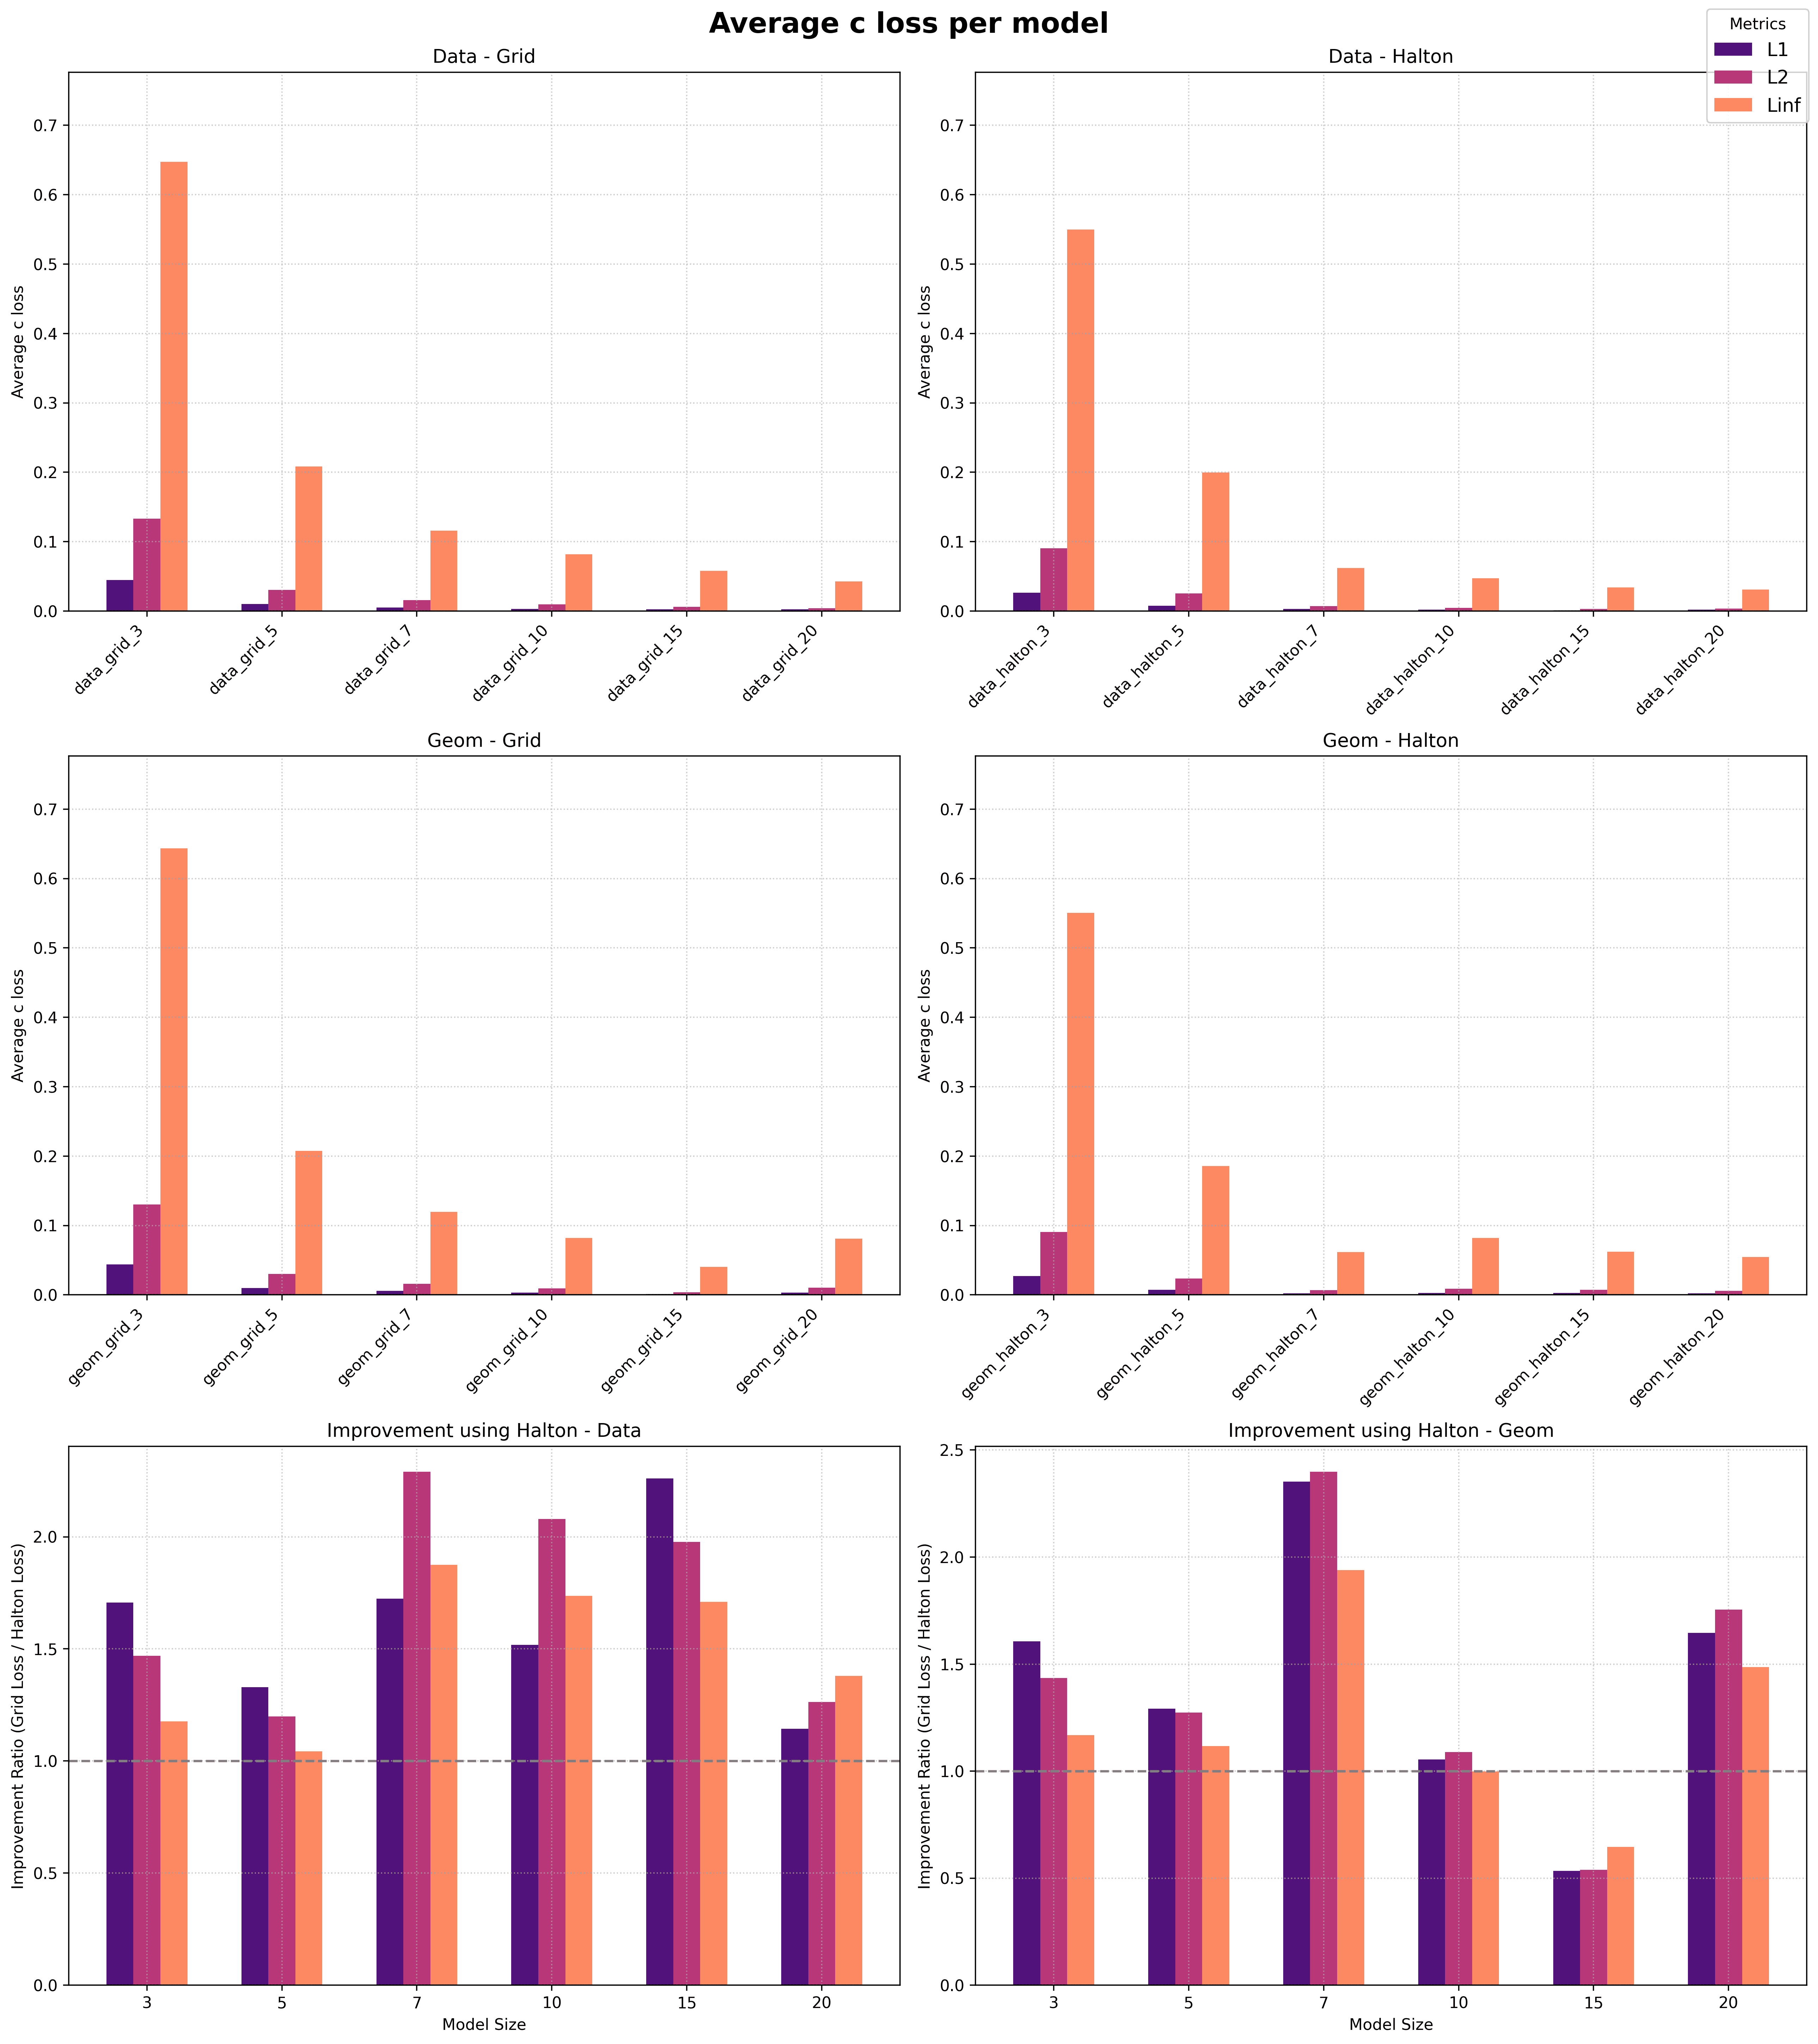 Average c loss per model
Metrics
L1
L2
Linf
Data - Grid
Average c loss
0.7
0.6
0.5
0.4
0.3
0.2
0.1
0.0
data_grid_3
data_grid_5
data_grid_7
data_grid_10
data_grid_15
data_grid_20
Data - Halton
Average c loss
0.7
0.6
0.5
0.4
0.3
0.2
0.1
0.0
data_halton_3
data_halton_5
data_halton_7
data_halton_10
data_halton_15
data_halton_20
Geom - Grid
Average c loss
0.7
0.6
0.5
0.4
0.3
0.2
0.1
0.0
geom_grid_3
geom_grid_5
geom_grid_7
geom_grid_10
geom_grid_15
geom_grid_20
Geom - Halton
Average c loss
0.7
0.6
0.5
0.4
0.3
0.2
0.1
0.0
geom_halton_3
geom_halton_5
geom_halton_7
geom_halton_10
geom_halton_15
geom_halton_20
Improvement using Halton - Data
Improvement Ratio (Grid Loss / Halton Loss)
2.0
1.5
1.0
0.5
0.0
3
5
7
10
15
20
Model Size
Improvement using Halton - Geom
Improvement Ratio (Grid Loss / Halton Loss)
2.5
2.0
1.5
1.0
0.5
0.0
3
5
7
10
15
20
Model Size